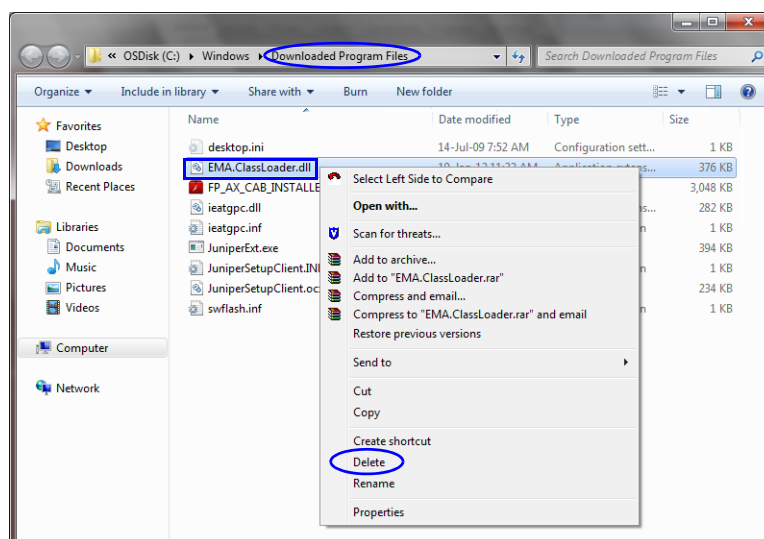 « OSDisk (C:) Windows Downloaded Program Files
Search Downloaded Program Files
Organize Include in library Share with Burn New folder
Favorites
Desktop
Downloads
Recent Places
Libraries
Documents
Music
Pictures
Videos
Computer
Network
Name Date modified Type Size
desktop.ini 14-Jul-09 7:52 AM Configuration sett... 1 KB
EMA.ClassLoader.dll 376 KB
FP_AX_CAB_INSTALLE 3,048 KB
ieatgpc.dll 282 KB
ieatgpc.inf 1 KB
JuniperExt.exe 394 KB
JuniperSetupClient.INI 1 KB
JuniperSetupClient.oc 234 KB
swflash.inf 1 KB
Select Left Side to Compare
Open with...
Scan for threats...
Add to archive...
Add to "EMA.ClassLoader.rar"
Compress and email...
Compress to "EMA.ClassLoader.rar" and email
Restore previous versions
Send to
Cut
Copy
Create shortcut
Delete
Rename
Properties